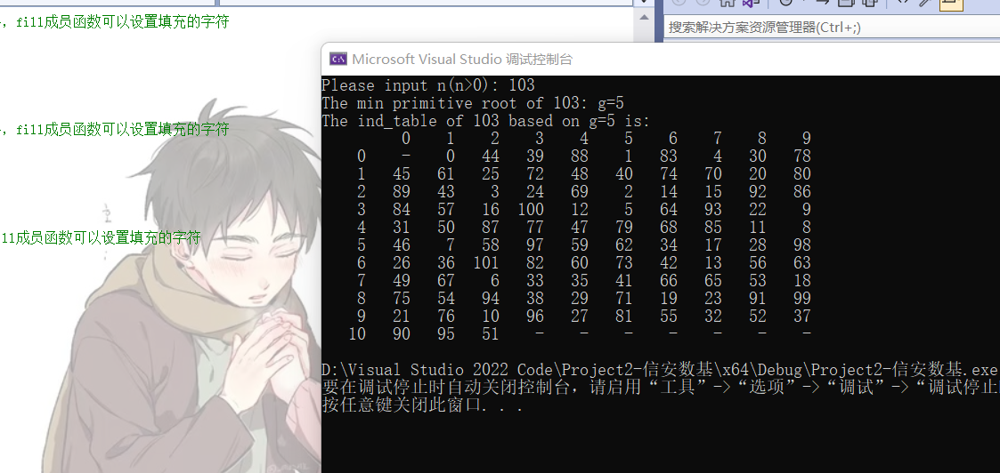 ，fill成员函数可以设置填充的字符
搜索解决方案资源管理器(Ctrl+;)
Microsoft Visual Studio 调试控制台
Please input n(n>0): 103
The min primitive root of 103: g=5
The ind_table of 103 based on g=5 is:
0 1 2 3 4 5 6 7 8 9
0 - 0 44 39 88 1 83 4 30 78
1 45 61 25 72 48 40 74 70 20 80
2 89 43 3 24 69 2 14 15 92 86
3 84 57 16 100 12 5 64 93 22 9
4 31 50 87 77 47 79 68 85 11 8
5 46 7 58 97 59 62 34 17 28 98
6 26 36 101 82 60 73 42 13 56 63
7 49 67 6 33 35 41 66 65 53 18
8 75 54 94 38 29 71 19 23 91 99
9 21 76 10 96 27 81 55 32 52 37
10 90 95 51 - - - - - - -
D:\Visual Studio 2022 Code\Project2-信安数基\x64\Debug\Project2-信安数基.exe
要在调试停止时自动关闭控制台，请启用“工具”->“选项”->“调试”->“调试停止
按任意键关闭此窗口. . .
，fill成员函数可以设置填充的字符
ll成员函数可以设置填充的字符